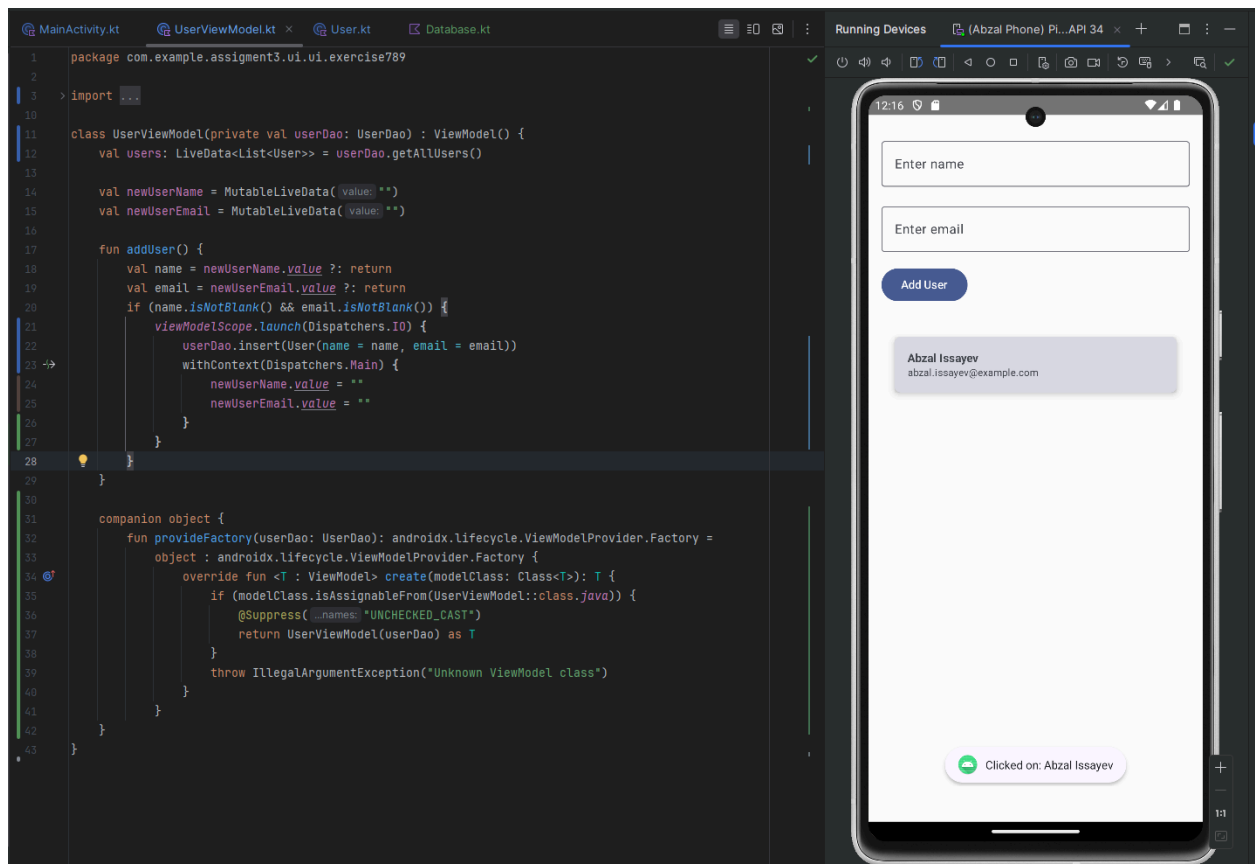 MainActivity.kt UserViewModel.kt User.kt Database.kt
1 package com.example.assigment3.ui.ui.exercise789
2
3 import ...
10
11 class UserViewModel(private val userDao: UserDao) : ViewModel() {
12 val users: LiveData<List<User>> = userDao.getAllUsers()
13
14 val newUserName = MutableLiveData( value: "")
15 val newUserEmail = MutableLiveData( value: "")
16
17 fun addUser() {
18 val name = newUserName.value ?: return
19 val email = newUserEmail.value ?: return
20 if (name.isNotBlank() && email.isNotBlank()) {
21 viewModelScope.launch(Dispatchers.IO) {
22 userDao.insert(User(name = name, email = email))
23 withContext(Dispatchers.Main) {
24 newUserName.value = ""
25 newUserEmail.value = ""
26 }
27 }
28 }
29 }
30
31 companion object {
32 fun provideFactory(userDao: UserDao): androidx.lifecycle.ViewModelProvider.Factory =
33 object : androidx.lifecycle.ViewModelProvider.Factory {
34 override fun <T : ViewModel> create(modelClass: Class<T>): T {
35 if (modelClass.isAssignableFrom(UserViewModel::class.java)) {
36 @Suppress( ...names: "UNCHECKED_CAST")
37 return UserViewModel(userDao) as T
38 }
39 throw IllegalArgumentException("Unknown ViewModel class")
40 }
41 }
42 }
43 }
Running Devices (Abzal Phone) Pi...API 34
12:16
Enter name
Enter email
Add User
Abzal Issayev
abzal.issayev@example.com
Clicked on: Abzal Issayev
1:1